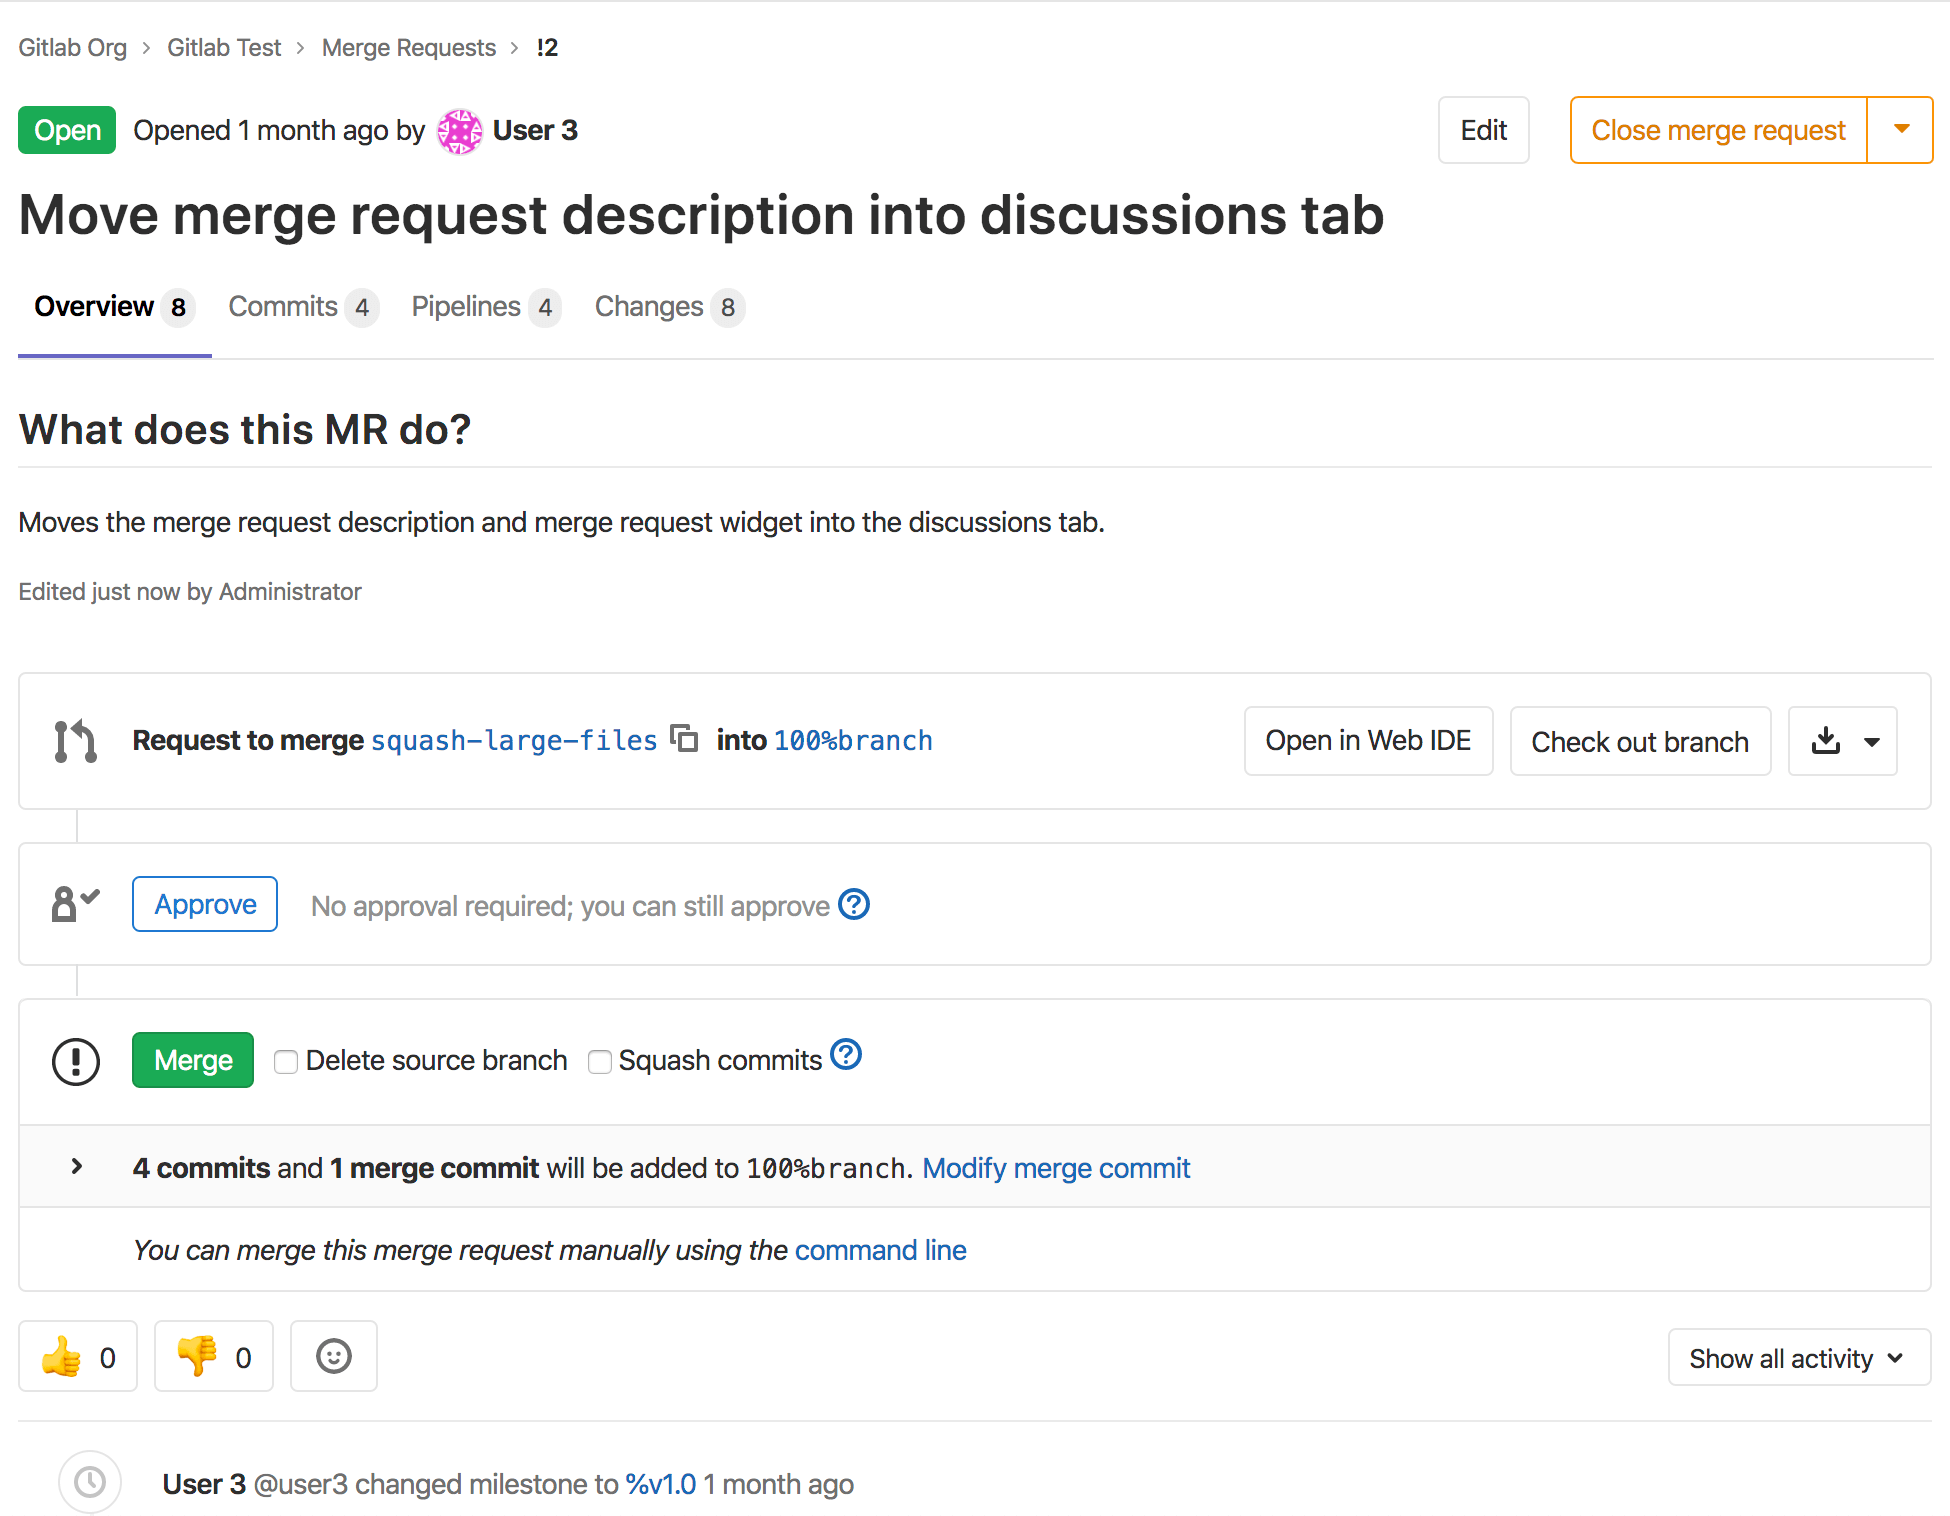 Gitlab Org > Gitlab Test > Merge Requests > !2
Open Opened 1 month ago by User 3 Edit Close merge request
Move merge request description into discussions tab
Overview 8 Commits 4 Pipelines 4 Changes 8
What does this MR do?
Moves the merge request description and merge request widget into the discussions tab.
Edited just now by Administrator
Request to merge squash-large-files into 100%branch Open in Web IDE Check out branch
Approve No approval required; you can still approve ?
Merge Delete source branch Squash commits ?
4 commits and 1 merge commit will be added to 100%branch. Modify merge commit
You can merge this merge request manually using the command line
0 0 Show all activity
User 3 @user3 changed milestone to %v1.0 1 month ago